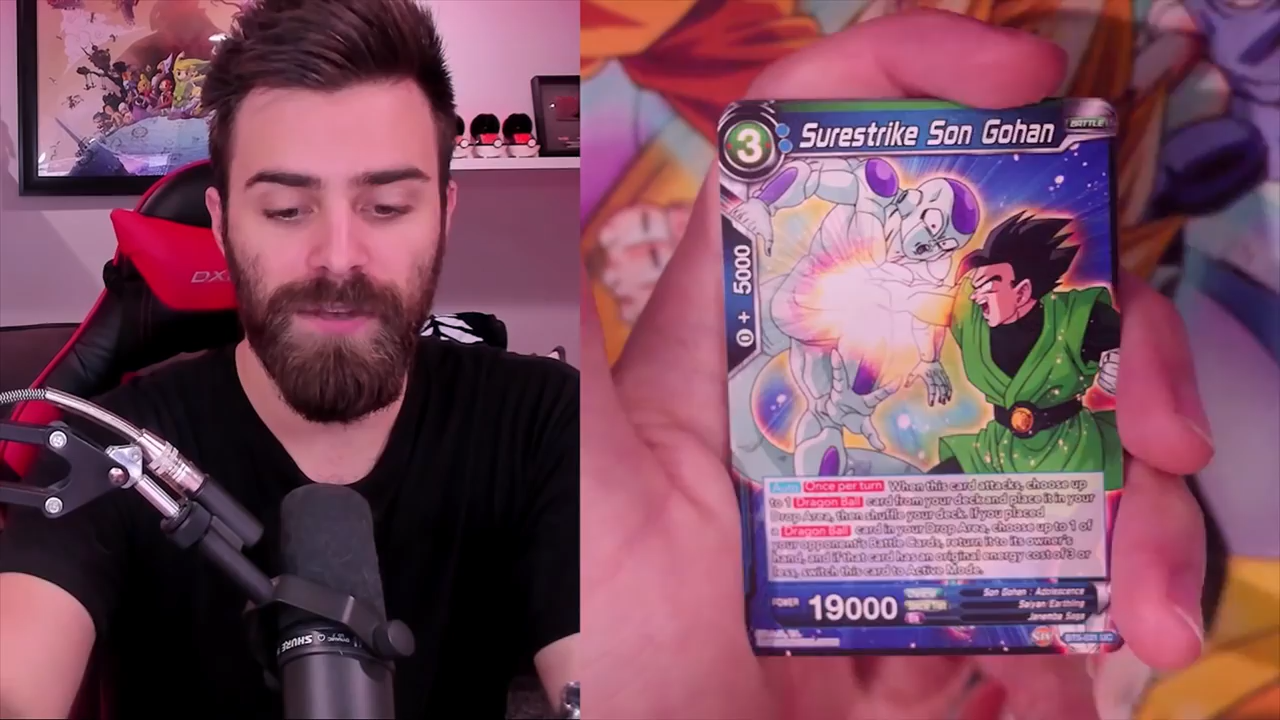 3
Surestrike Son Gohan
BATTLE
0 + 5000
Auto Once per turn When this card attacks, choose up
to 1 Dragon Ball card from your deckand place it in your
Drop Area, then shuffle your deck. If you placed
a Dragon Ball card in your Drop Area, choose up to 1 of
your opponent's Battle Cards, return it to its owner's
hand, and if that card has an original energy cost of 3 or
less, switch this card to Active Mode.
POWER 19000
Son Gohan : Adolescence
Saiyan/Earthling
Janemba Saga
DX
SHURE